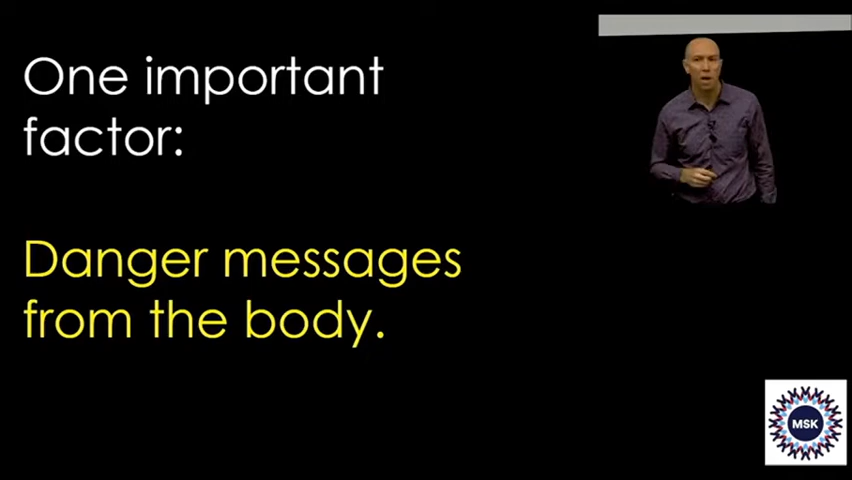 One important
factor:
Danger messages
from the body.
MSK